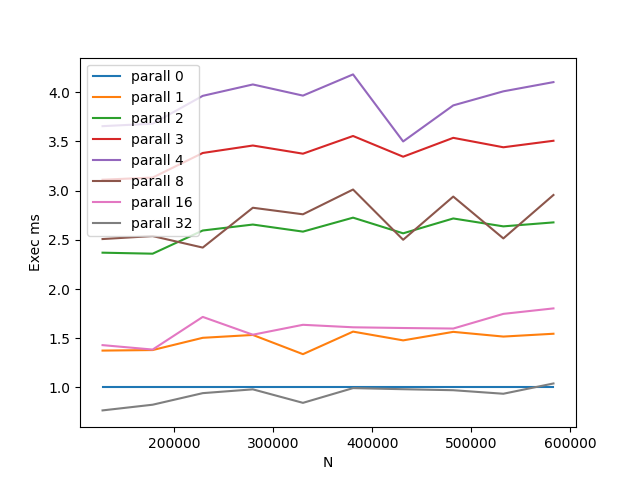 parall 0
parall 1
parall 2
parall 3
parall 4
parall 8
parall 16
parall 32
4.0
3.5
3.0
2.5
2.0
1.5
1.0
Exec ms
200000 300000 400000 500000 600000
N